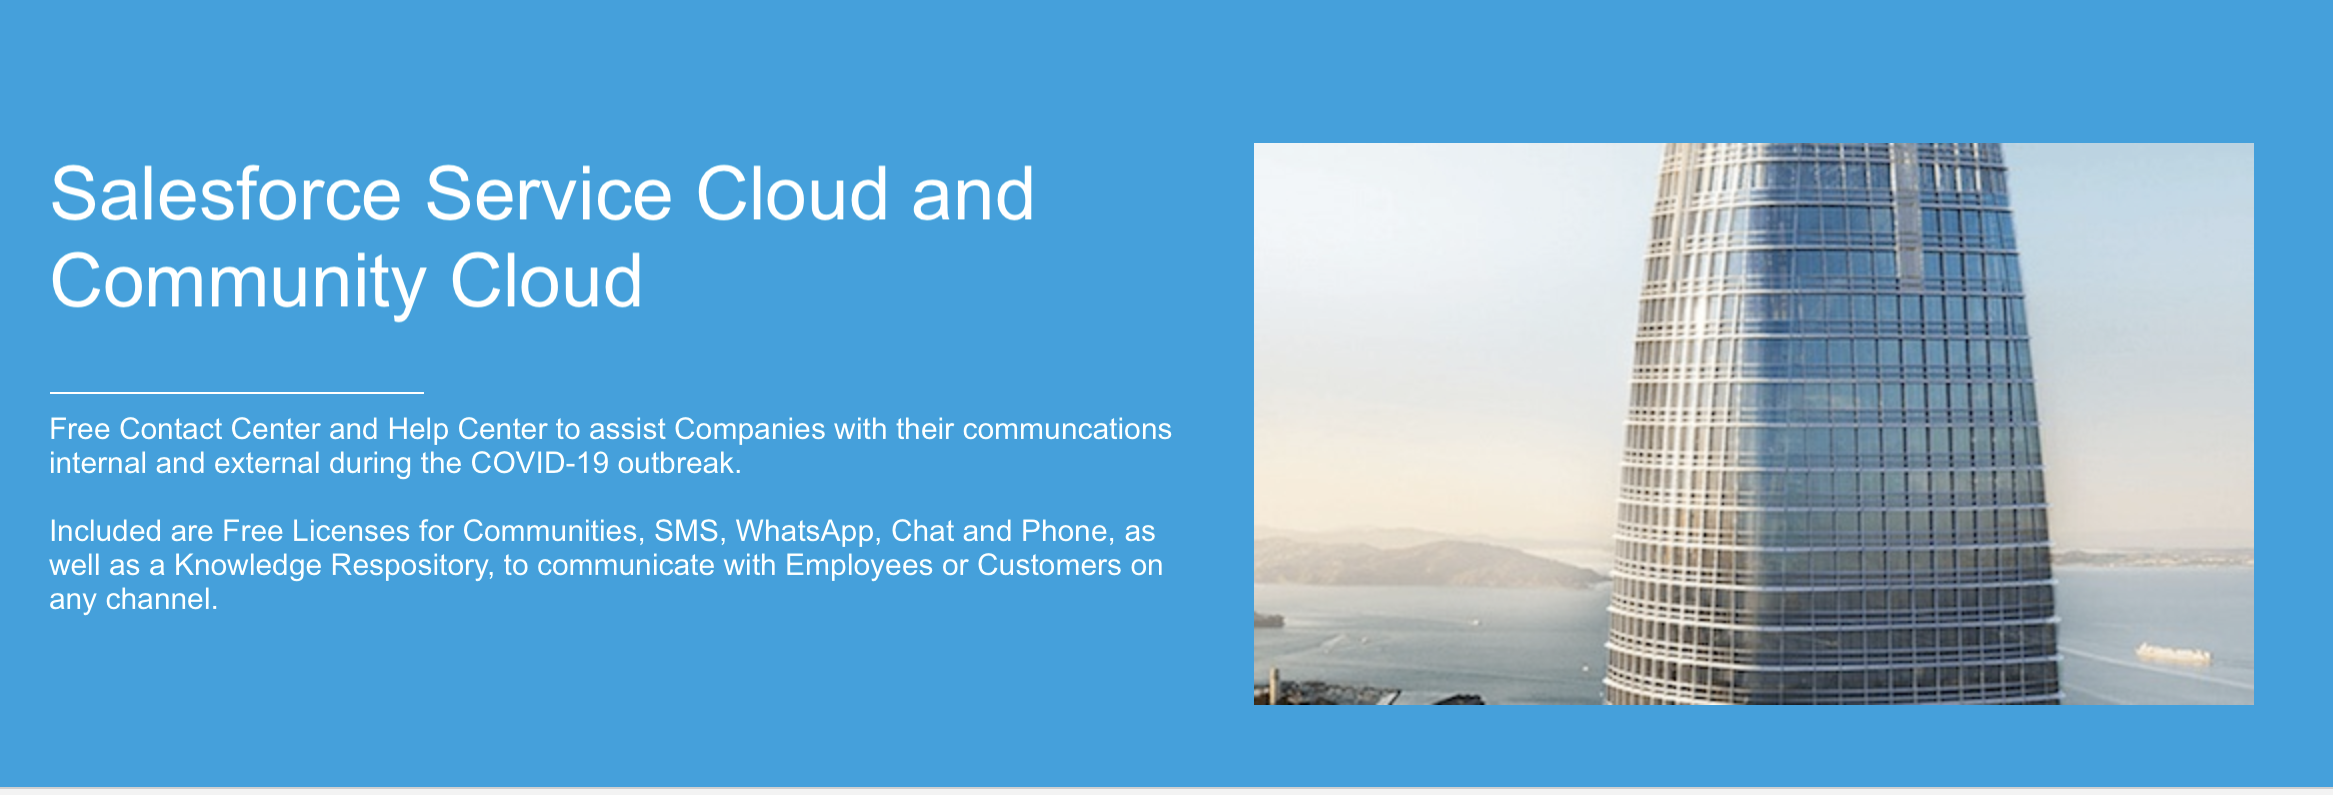 Salesforce Service Cloud and
Community Cloud
Free Contact Center and Help Center to assist Companies with their communcations
internal and external during the COVID-19 outbreak.
Included are Free Licenses for Communities, SMS, WhatsApp, Chat and Phone, as
well as a Knowledge Respository, to communicate with Employees or Customers on
any channel.